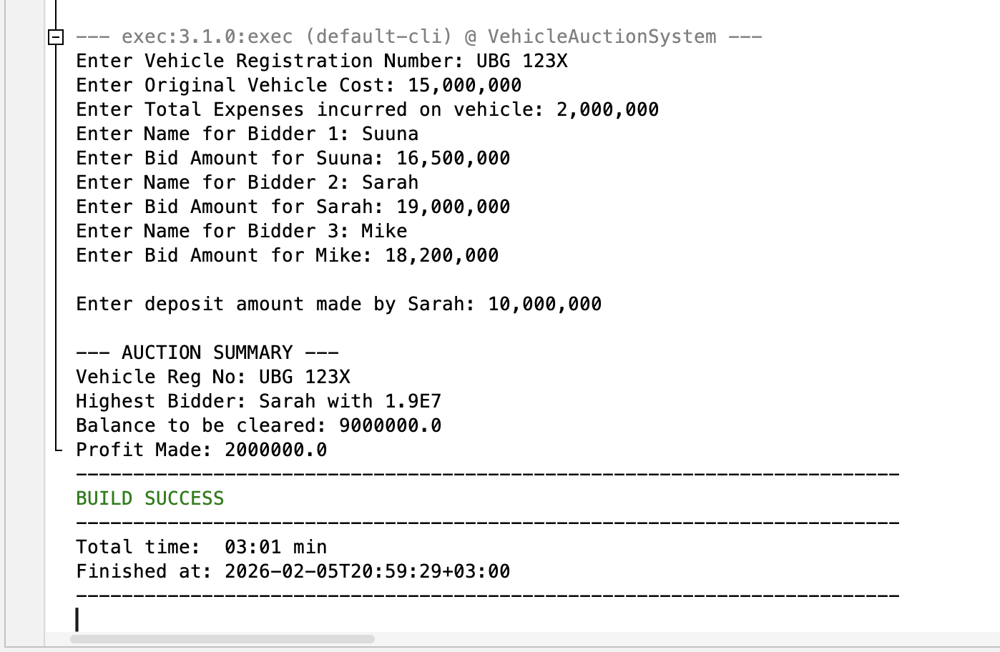 --- exec:3.1.0:exec (default-cli) @ VehicleAuctionSystem ---
Enter Vehicle Registration Number: UBG 123X
Enter Original Vehicle Cost: 15,000,000
Enter Total Expenses incurred on vehicle: 2,000,000
Enter Name for Bidder 1: Suuna
Enter Bid Amount for Suuna: 16,500,000
Enter Name for Bidder 2: Sarah
Enter Bid Amount for Sarah: 19,000,000
Enter Name for Bidder 3: Mike
Enter Bid Amount for Mike: 18,200,000
Enter deposit amount made by Sarah: 10,000,000
--- AUCTION SUMMARY ---
Vehicle Reg No: UBG 123X
Highest Bidder: Sarah with 1.9E7
Balance to be cleared: 9000000.0
Profit Made: 2000000.0
------------------------------------------------------------------------
BUILD SUCCESS
------------------------------------------------------------------------
Total time:  03:01 min
Finished at: 2026-02-05T20:59:29+03:00
------------------------------------------------------------------------